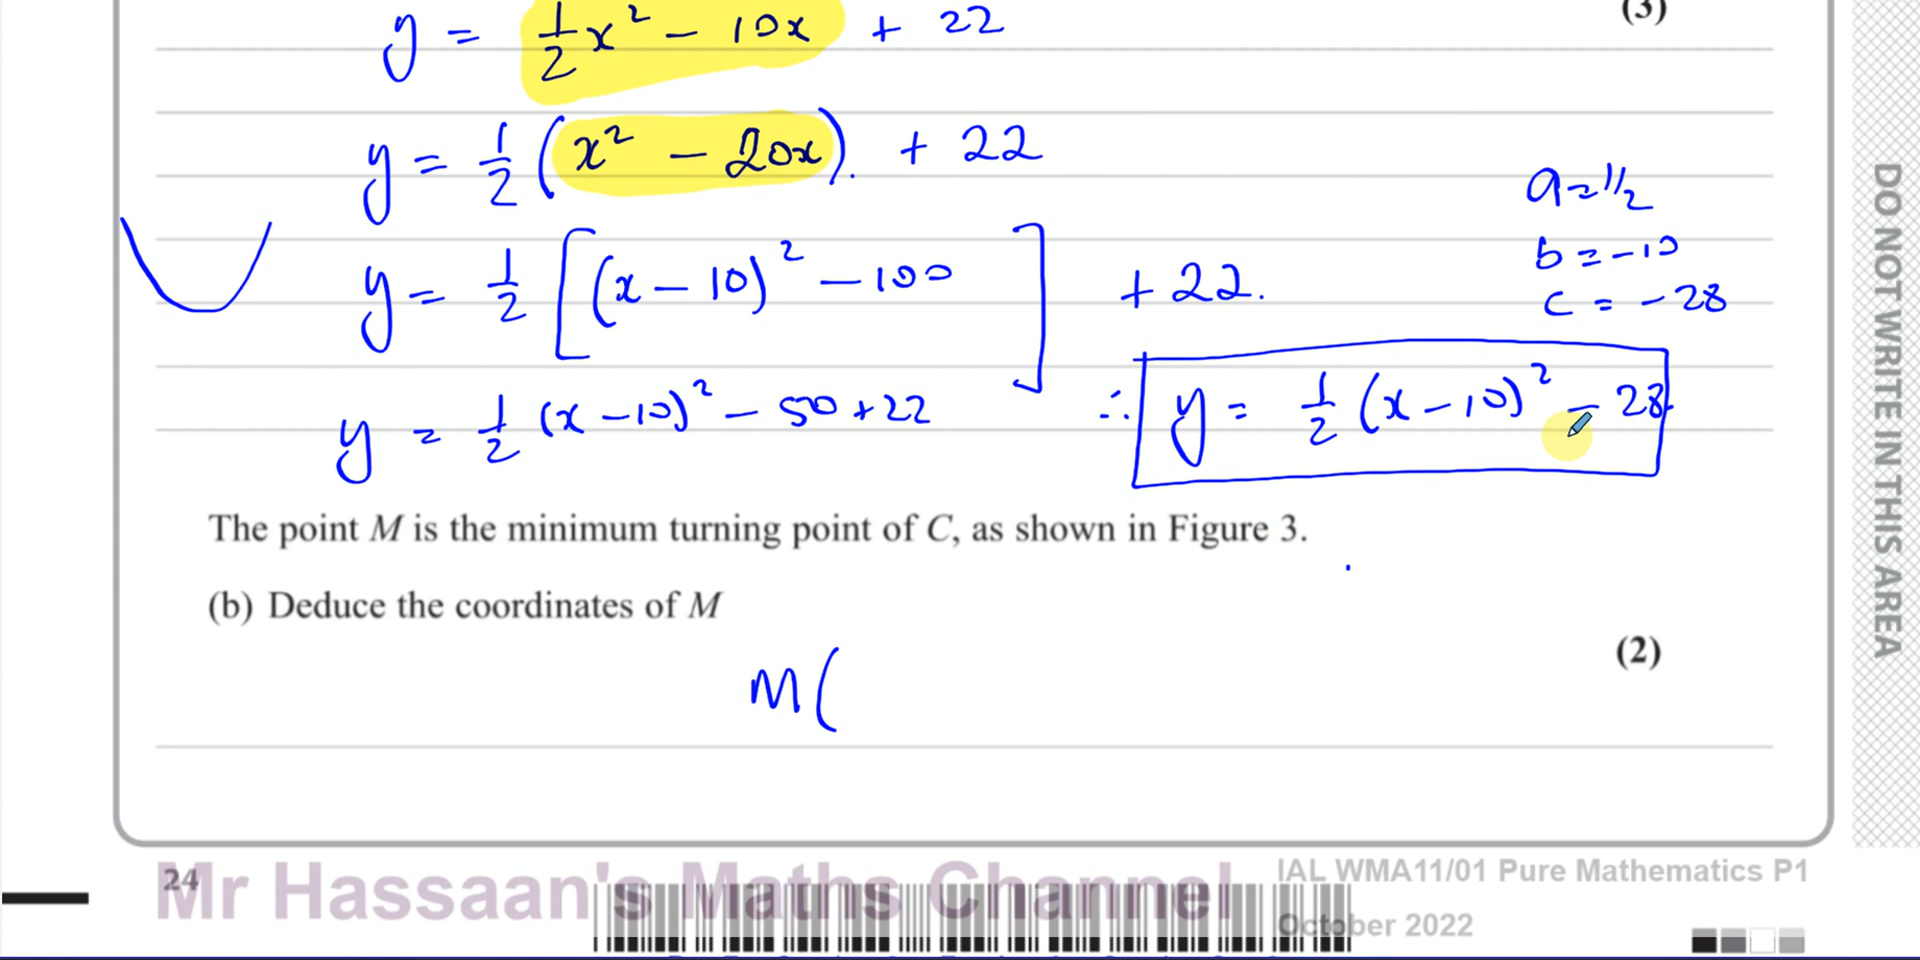 (3)
y = 1/2 x² - 10x + 22
y = 1/2 (x² - 20x) + 22
a = 1/2
b = -10
c = -28
y = 1/2 [(x - 10)² - 100] + 22.
y = 1/2 (x - 10)² - 50 + 22
∴ y = 1/2 (x - 10)² - 28
The point M is the minimum turning point of C, as shown in Figure 3.
(b) Deduce the coordinates of M
(2)
M(
DO NOT WRITE IN THIS AREA
24
Mr Hassaan's Maths Channel
IAL WMA11/01 Pure Mathematics P1
October 2022